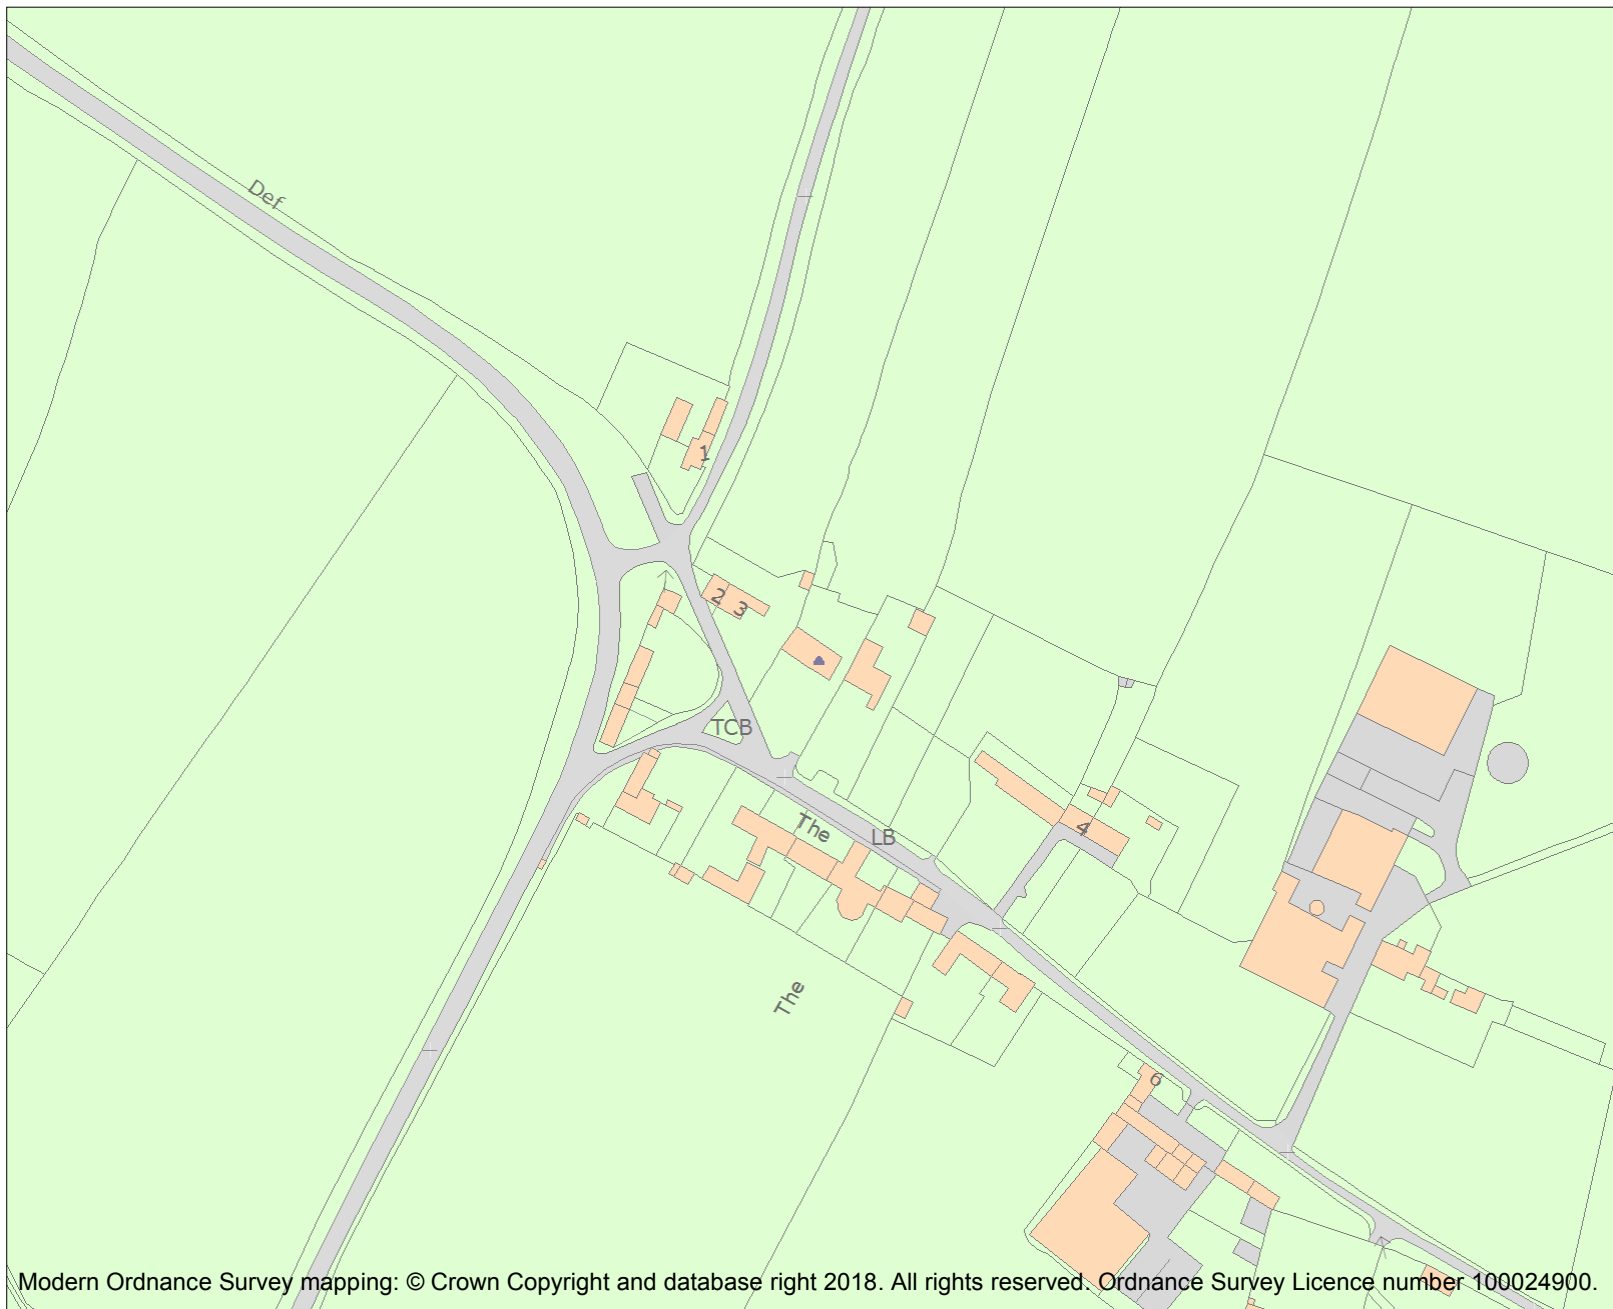 Def
1
2 3
TCB
The
LB
4
The
6
Modern Ordnance Survey mapping: © Crown Copyright and database right 2018. All rights reserved. Ordnance Survey Licence number 100024900.